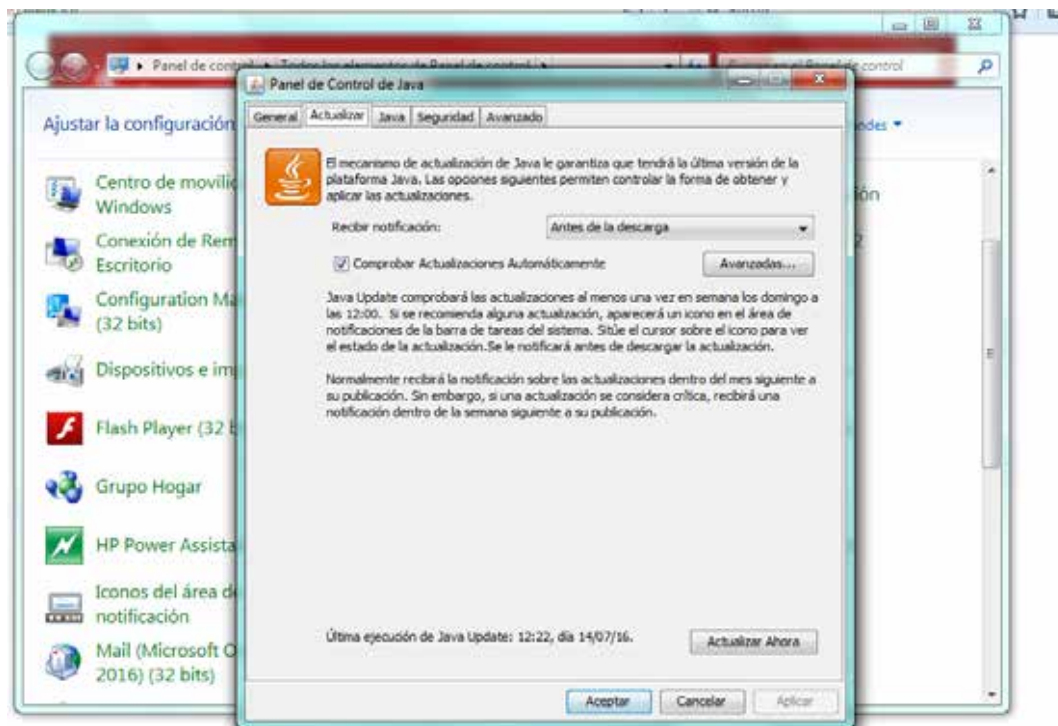 Panel de control
Todos los elementos de Panel de control
Panel de control
Ajustar la configuración
Centro de movilid
Windows
Conexión de Rem
Escritorio
Configuration Ma
(32 bits)
Dispositivos e im
Flash Player (32 b
Grupo Hogar
HP Power Assista
Iconos del área de
notificación
Mail (Microsoft O
2016) (32 bits)
Panel de Control de Java
General Actualizar Java Seguridad Avanzado
El mecanismo de actualización de Java le garantiza que tendrá la última versión de la
plataforma Java. Las opciones siguientes permiten controlar la forma de obtener y
aplicar las actualizaciones.
Recibir notificación: Antes de la descarga
Comprobar Actualizaciones Automáticamente Avanzadas...
Java Update comprobará las actualizaciones al menos una vez en semana los domingo a
las 12:00. Si se recomienda alguna actualización, aparecerá un icono en el área de
notificaciones de la barra de tareas del sistema. Sitúe el cursor sobre el icono para ver
el estado de la actualización.Se le notificará antes de descargar la actualización.
Normalmente recibirá la notificación sobre las actualizaciones dentro del mes siguiente a
su publicación. Sin embargo, si una actualización se considera crítica, recibirá una
notificación dentro de la semana siguiente a su publicación.
Última ejecución de Java Update: 12:22, día 14/07/16. Actualizar Ahora
Aceptar Cancelar Aplicar